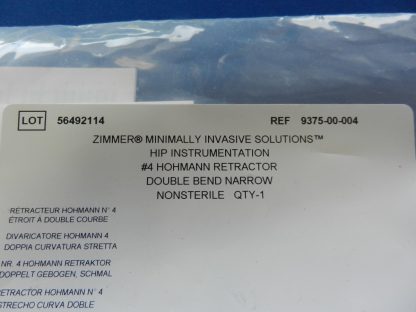 LOT 56492114 REF 9375-00-004
ZIMMER® MINIMALLY INVASIVE SOLUTIONS™
HIP INSTRUMENTATION
#4 HOHMANN RETRACTOR
DOUBLE BEND NARROW
NONSTERILE QTY-1
RÉTRACTEUR HOHMANN N° 4
ÉTROIT À DOUBLE COURBE
DIVARICATORE HOHMANN 4
DOPPIA CURVATURA STRETTA
NR. 4 HOHMANN RETRAKTOR
DOPPELT GEBOGEN, SCHMAL
RETRACTOR HOHMANN N° 4
STRECHO CURVA DOBLE